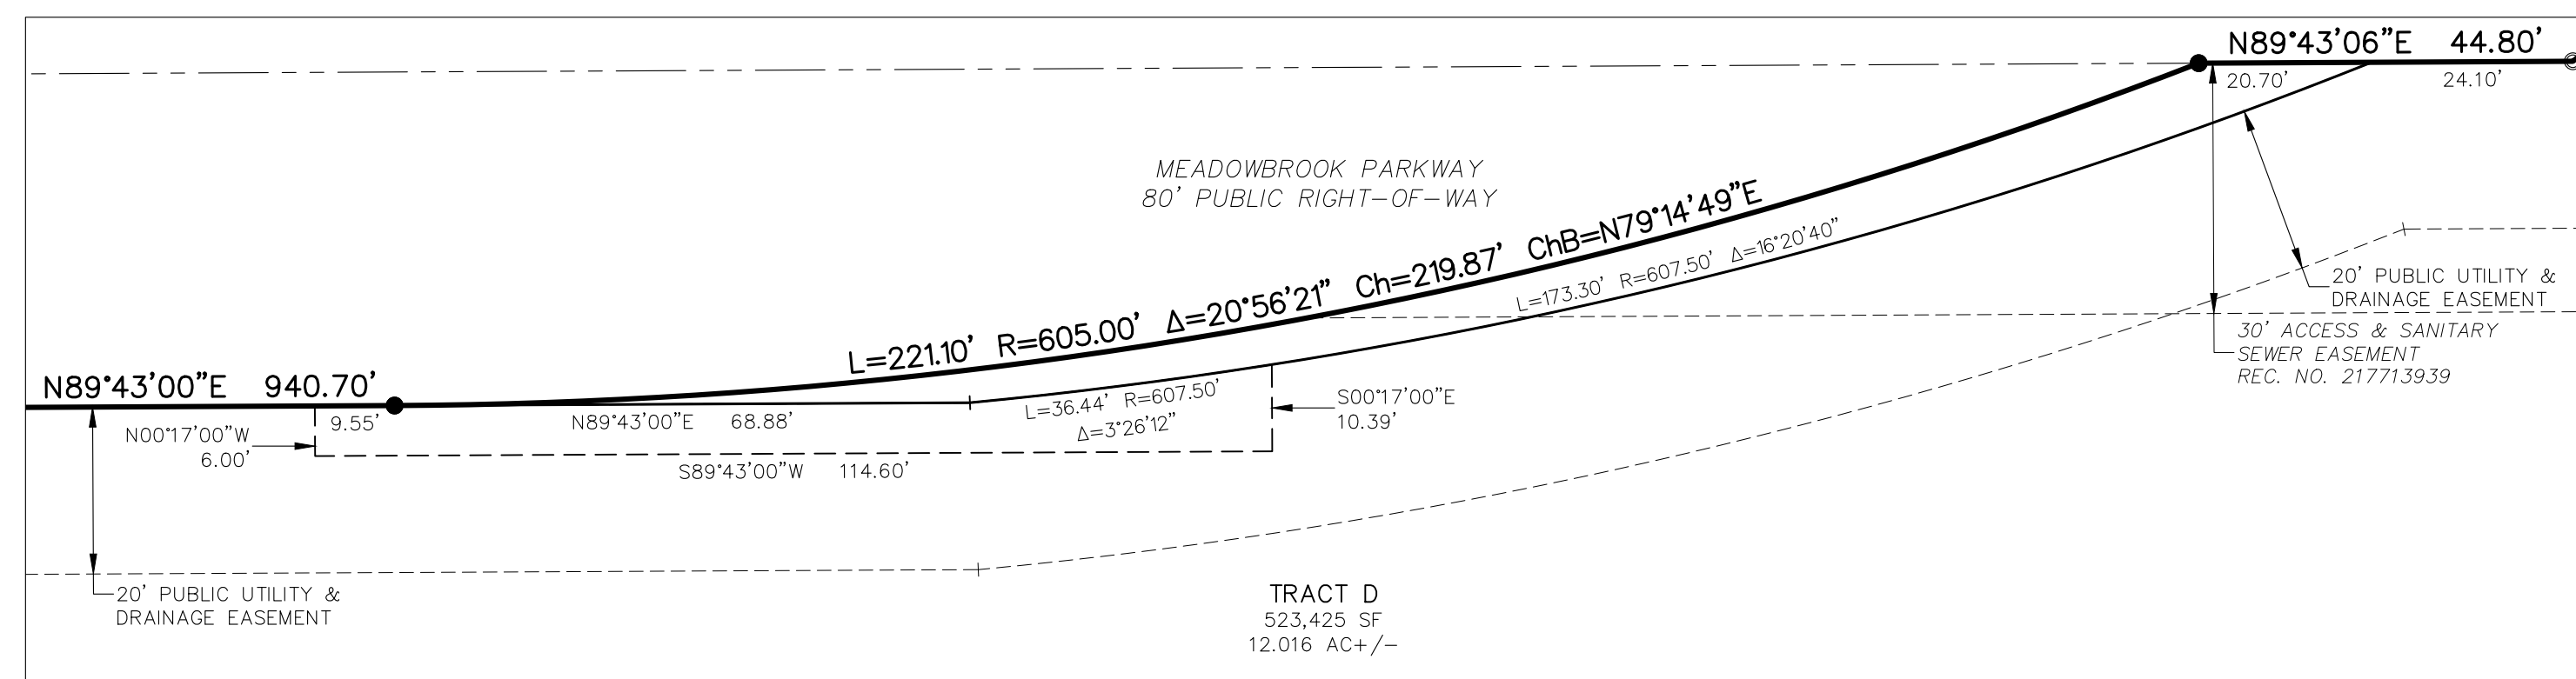 N89°43'06"E 44.80'
20.70'
24.10'
MEADOWBROOK PARKWAY
80' PUBLIC RIGHT-OF-WAY
L=221.10' R=605.00' Δ=20°56'21" Ch=219.87' ChB=N79°14'49"E
L=173.30' R=607.50' Δ=16°20'40"
20' PUBLIC UTILITY &
DRAINAGE EASEMENT
30' ACCESS & SANITARY
SEWER EASEMENT
REC. NO. 217713939
N89°43'00"E 940.70'
9.55'
N00°17'00"W
6.00'
N89°43'00"E 68.88'
L=36.44' R=607.50'
Δ=3°26'12"
S00°17'00"E
10.39'
S89°43'00"W 114.60'
20' PUBLIC UTILITY &
DRAINAGE EASEMENT
TRACT D
523,425 SF
12.016 AC+/-